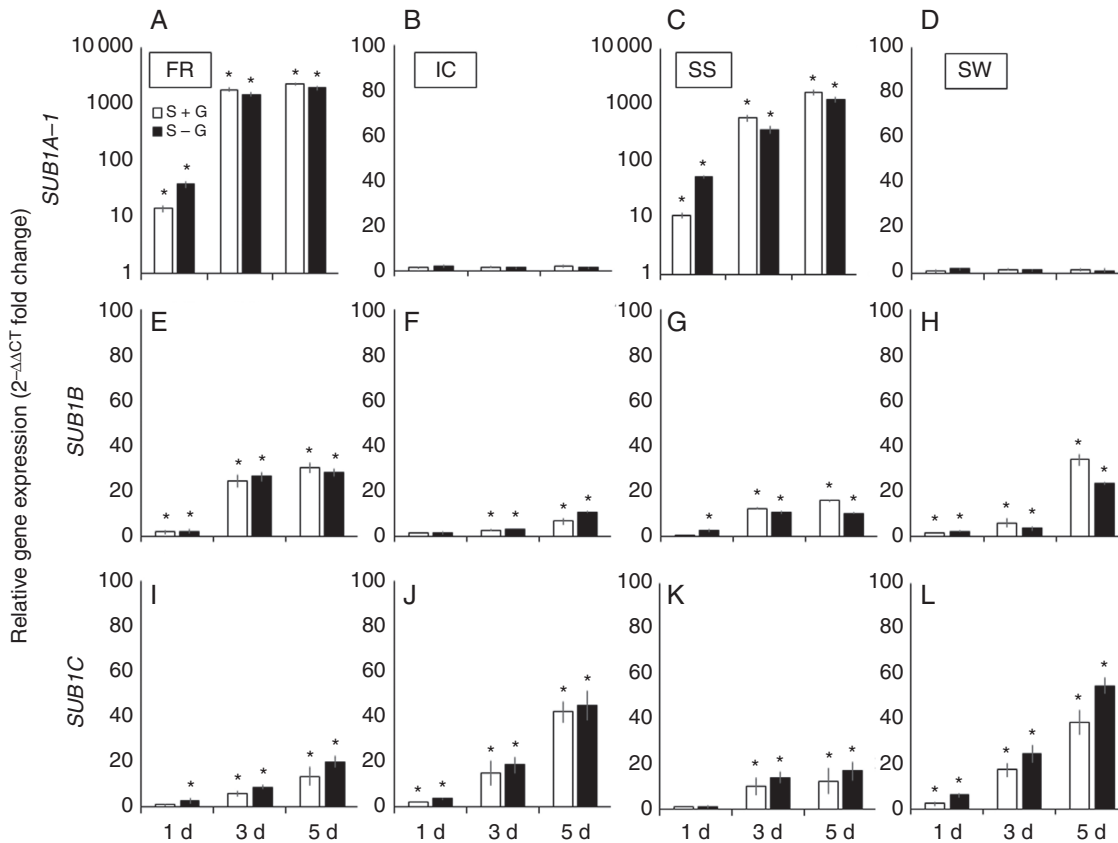 A
B
C
D
10 000
1000
100
10
1
FR
S + G
S – G
* * * * * *
100
80
60
40
20
0
IC
10 000
1000
100
10
1
SS
* * * * * *
100
80
60
40
20
0
SW
SUB1A–1
Relative gene expression (2–ΔΔCT fold change)
E
F
G
H
100
80
60
40
20
0
* * * * * *
100
80
60
40
20
0
* * * *
100
80
60
40
20
0
* * * * *
100
80
60
40
20
0
* * * * * *
SUB1B
I
J
K
L
100
80
60
40
20
0
* * * * *
100
80
60
40
20
0
* * * * * *
100
80
60
40
20
0
* * * *
100
80
60
40
20
0
* * * * * *
SUB1C
1 d 3 d 5 d
1 d 3 d 5 d
1 d 3 d 5 d
1 d 3 d 5 d